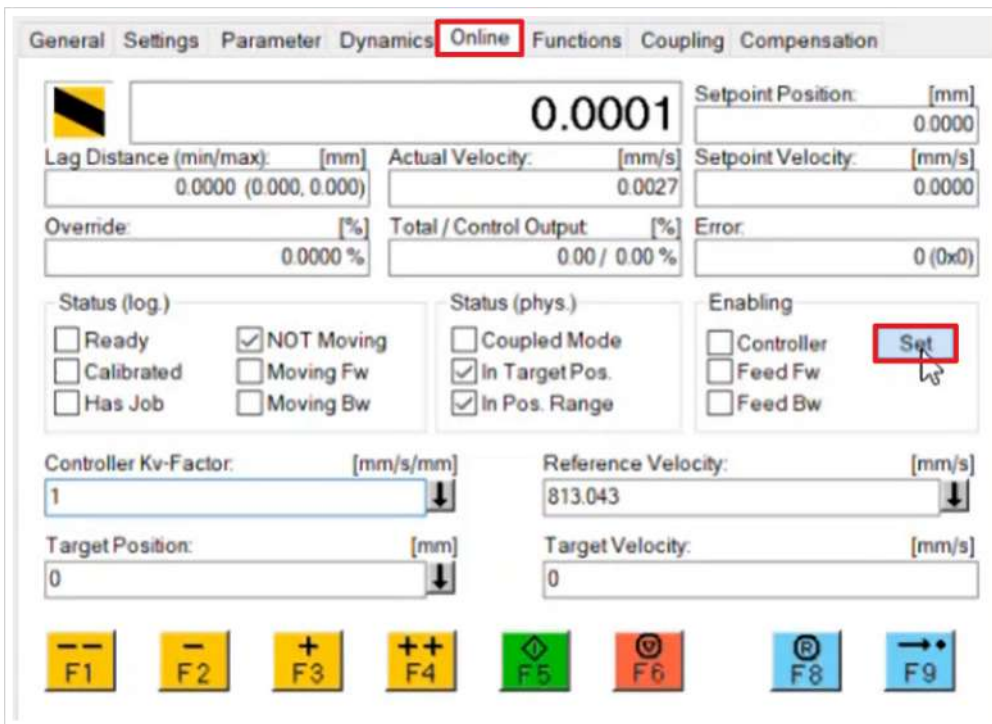 General Settings Parameter Dynamics Online Functions Coupling Compensation
0.0001
Setpoint Position: [mm]
0.0000
Lag Distance (min/max): [mm] Actual Velocity: [mm/s] Setpoint Velocity: [mm/s]
0.0000 (0.000, 0.000) 0.0027 0.0000
Override: [%] Total / Control Output: [%] Error:
0.0000 % 0.00 / 0.00 % 0 (0x0)
Status (log.) Status (phys.) Enabling
Ready NOT Moving Coupled Mode Controller Set
Calibrated Moving Fw In Target Pos. Feed Fw
Has Job Moving Bw In Pos. Range Feed Bw
Controller Kv-Factor: [mm/s/mm] Reference Velocity: [mm/s]
1 813.043
Target Position: [mm] Target Velocity: [mm/s]
0 0
-- - + ++ R
F1 F2 F3 F4 F5 F6 F8 F9